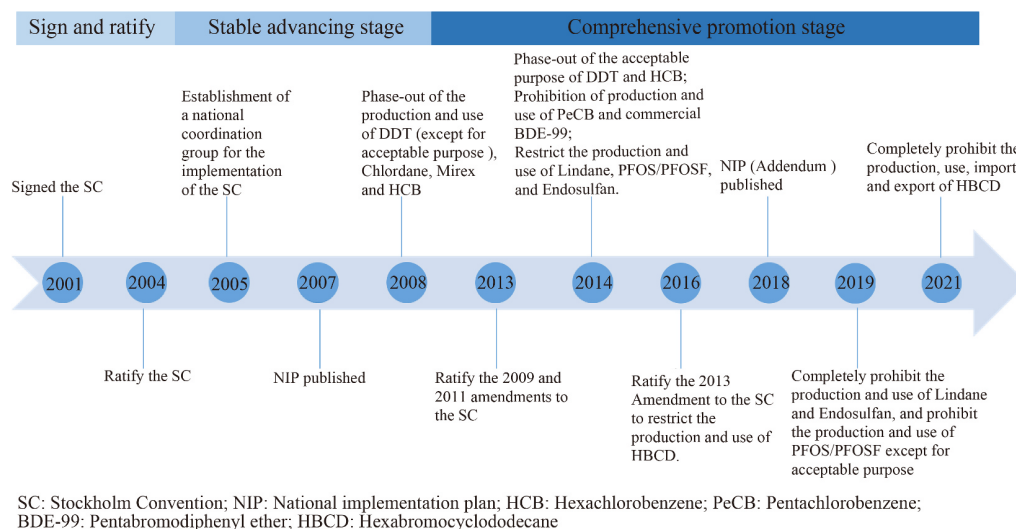 Sign and ratify
Stable advancing stage
Comprehensive promotion stage
Signed the SC
Establishment of
a national
coordination
group for the
implementation
of the SC
Phase-out of the
production and use
of DDT (except for
acceptable purpose ),
Chlordane, Mirex
and HCB
Phase-out of the acceptable
purpose of DDT and HCB;
Prohibition of production and
use of PeCB and commercial
BDE-99;
Restrict the production and
use of Lindane, PFOS/PFOSF,
and Endosulfan.
NIP (Addendum )
published
Completely prohibit the
production, use, import
and export of HBCD
2001
2004
2005
2007
2008
2013
2014
2016
2018
2019
2021
Ratify the SC
NIP published
Ratify the 2009 and
2011 amendments to
the SC
Ratify the 2013
Amendment to the SC
to restrict the
production and use of
HBCD.
Completely prohibit the
production and use of Lindane
and Endosulfan, and prohibit
the production and use of
PFOS/PFOSF except for
acceptable purpose
SC: Stockholm Convention; NIP: National implementation plan; HCB: Hexachlorobenzene; PeCB: Pentachlorobenzene;
BDE-99: Pentabromodiphenyl ether; HBCD: Hexabromocyclododecane